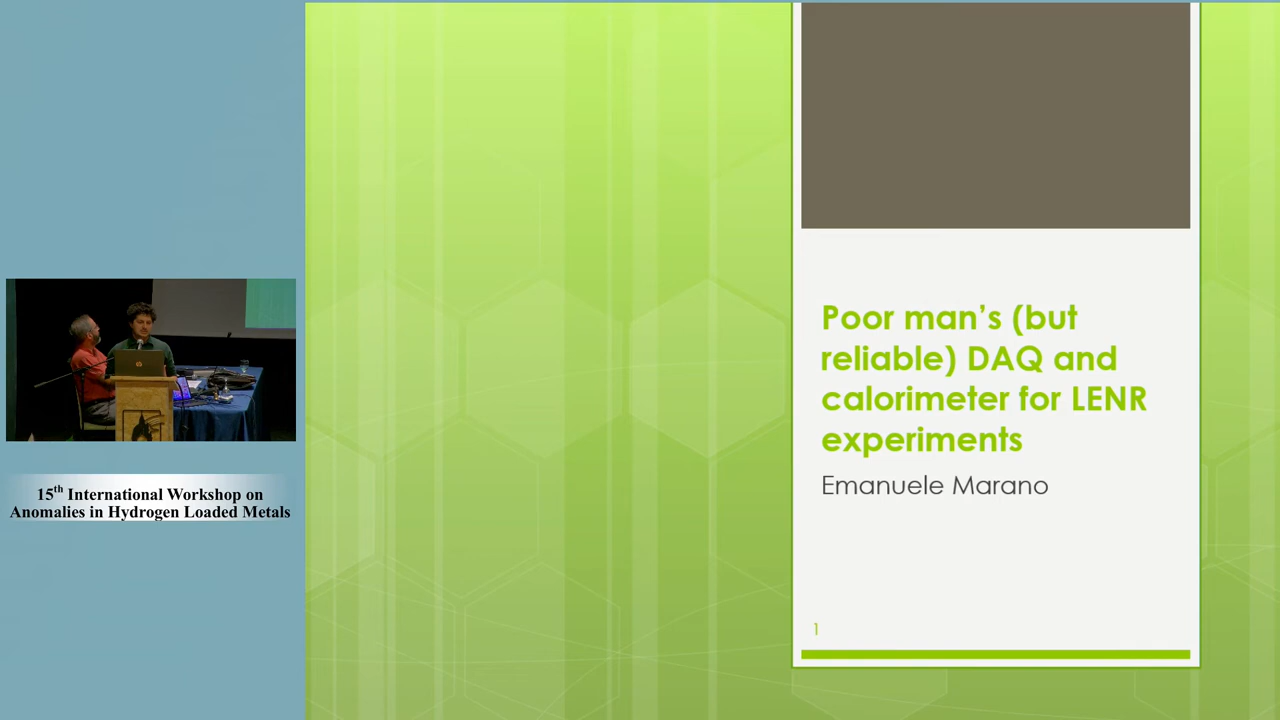 Poor man's (but
reliable) DAQ and
calorimeter for LENR
experiments
Emanuele Marano
1
15th International Workshop on
Anomalies in Hydrogen Loaded Metals